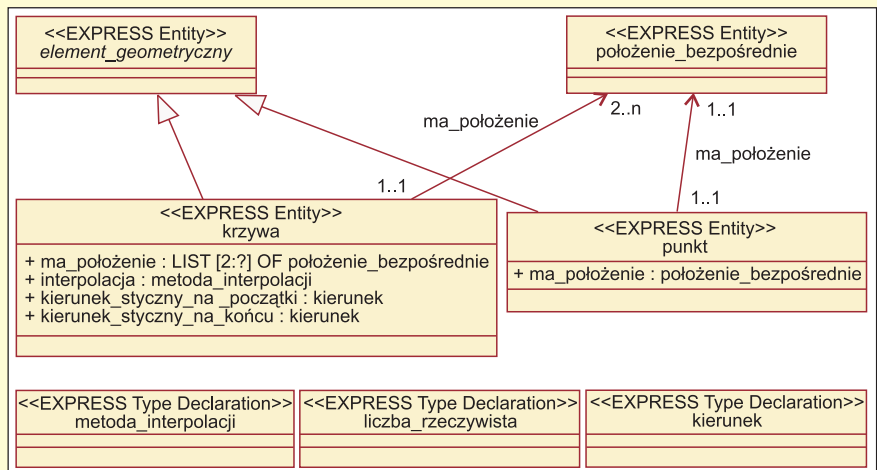 <<EXPRESS Entity>>
element_geometryczny
<<EXPRESS Entity>>
położenie_bezpośrednie
ma_położenie
2..n
1..1
ma_położenie
1..1
1..1
<<EXPRESS Entity>>
krzywa
+ ma_położenie : LIST [2:?] OF położenie_bezpośrednie
+ interpolacja : metoda_interpolacji
+ kierunek_styczny_na_początki : kierunek
+ kierunek_styczny_na_końcu : kierunek
<<EXPRESS Entity>>
punkt
+ ma_położenie : położenie_bezpośrednie
<<EXPRESS Type Declaration>>
metoda_interpolacji
<<EXPRESS Type Declaration>>
liczba_rzeczywista
<<EXPRESS Type Declaration>>
kierunek